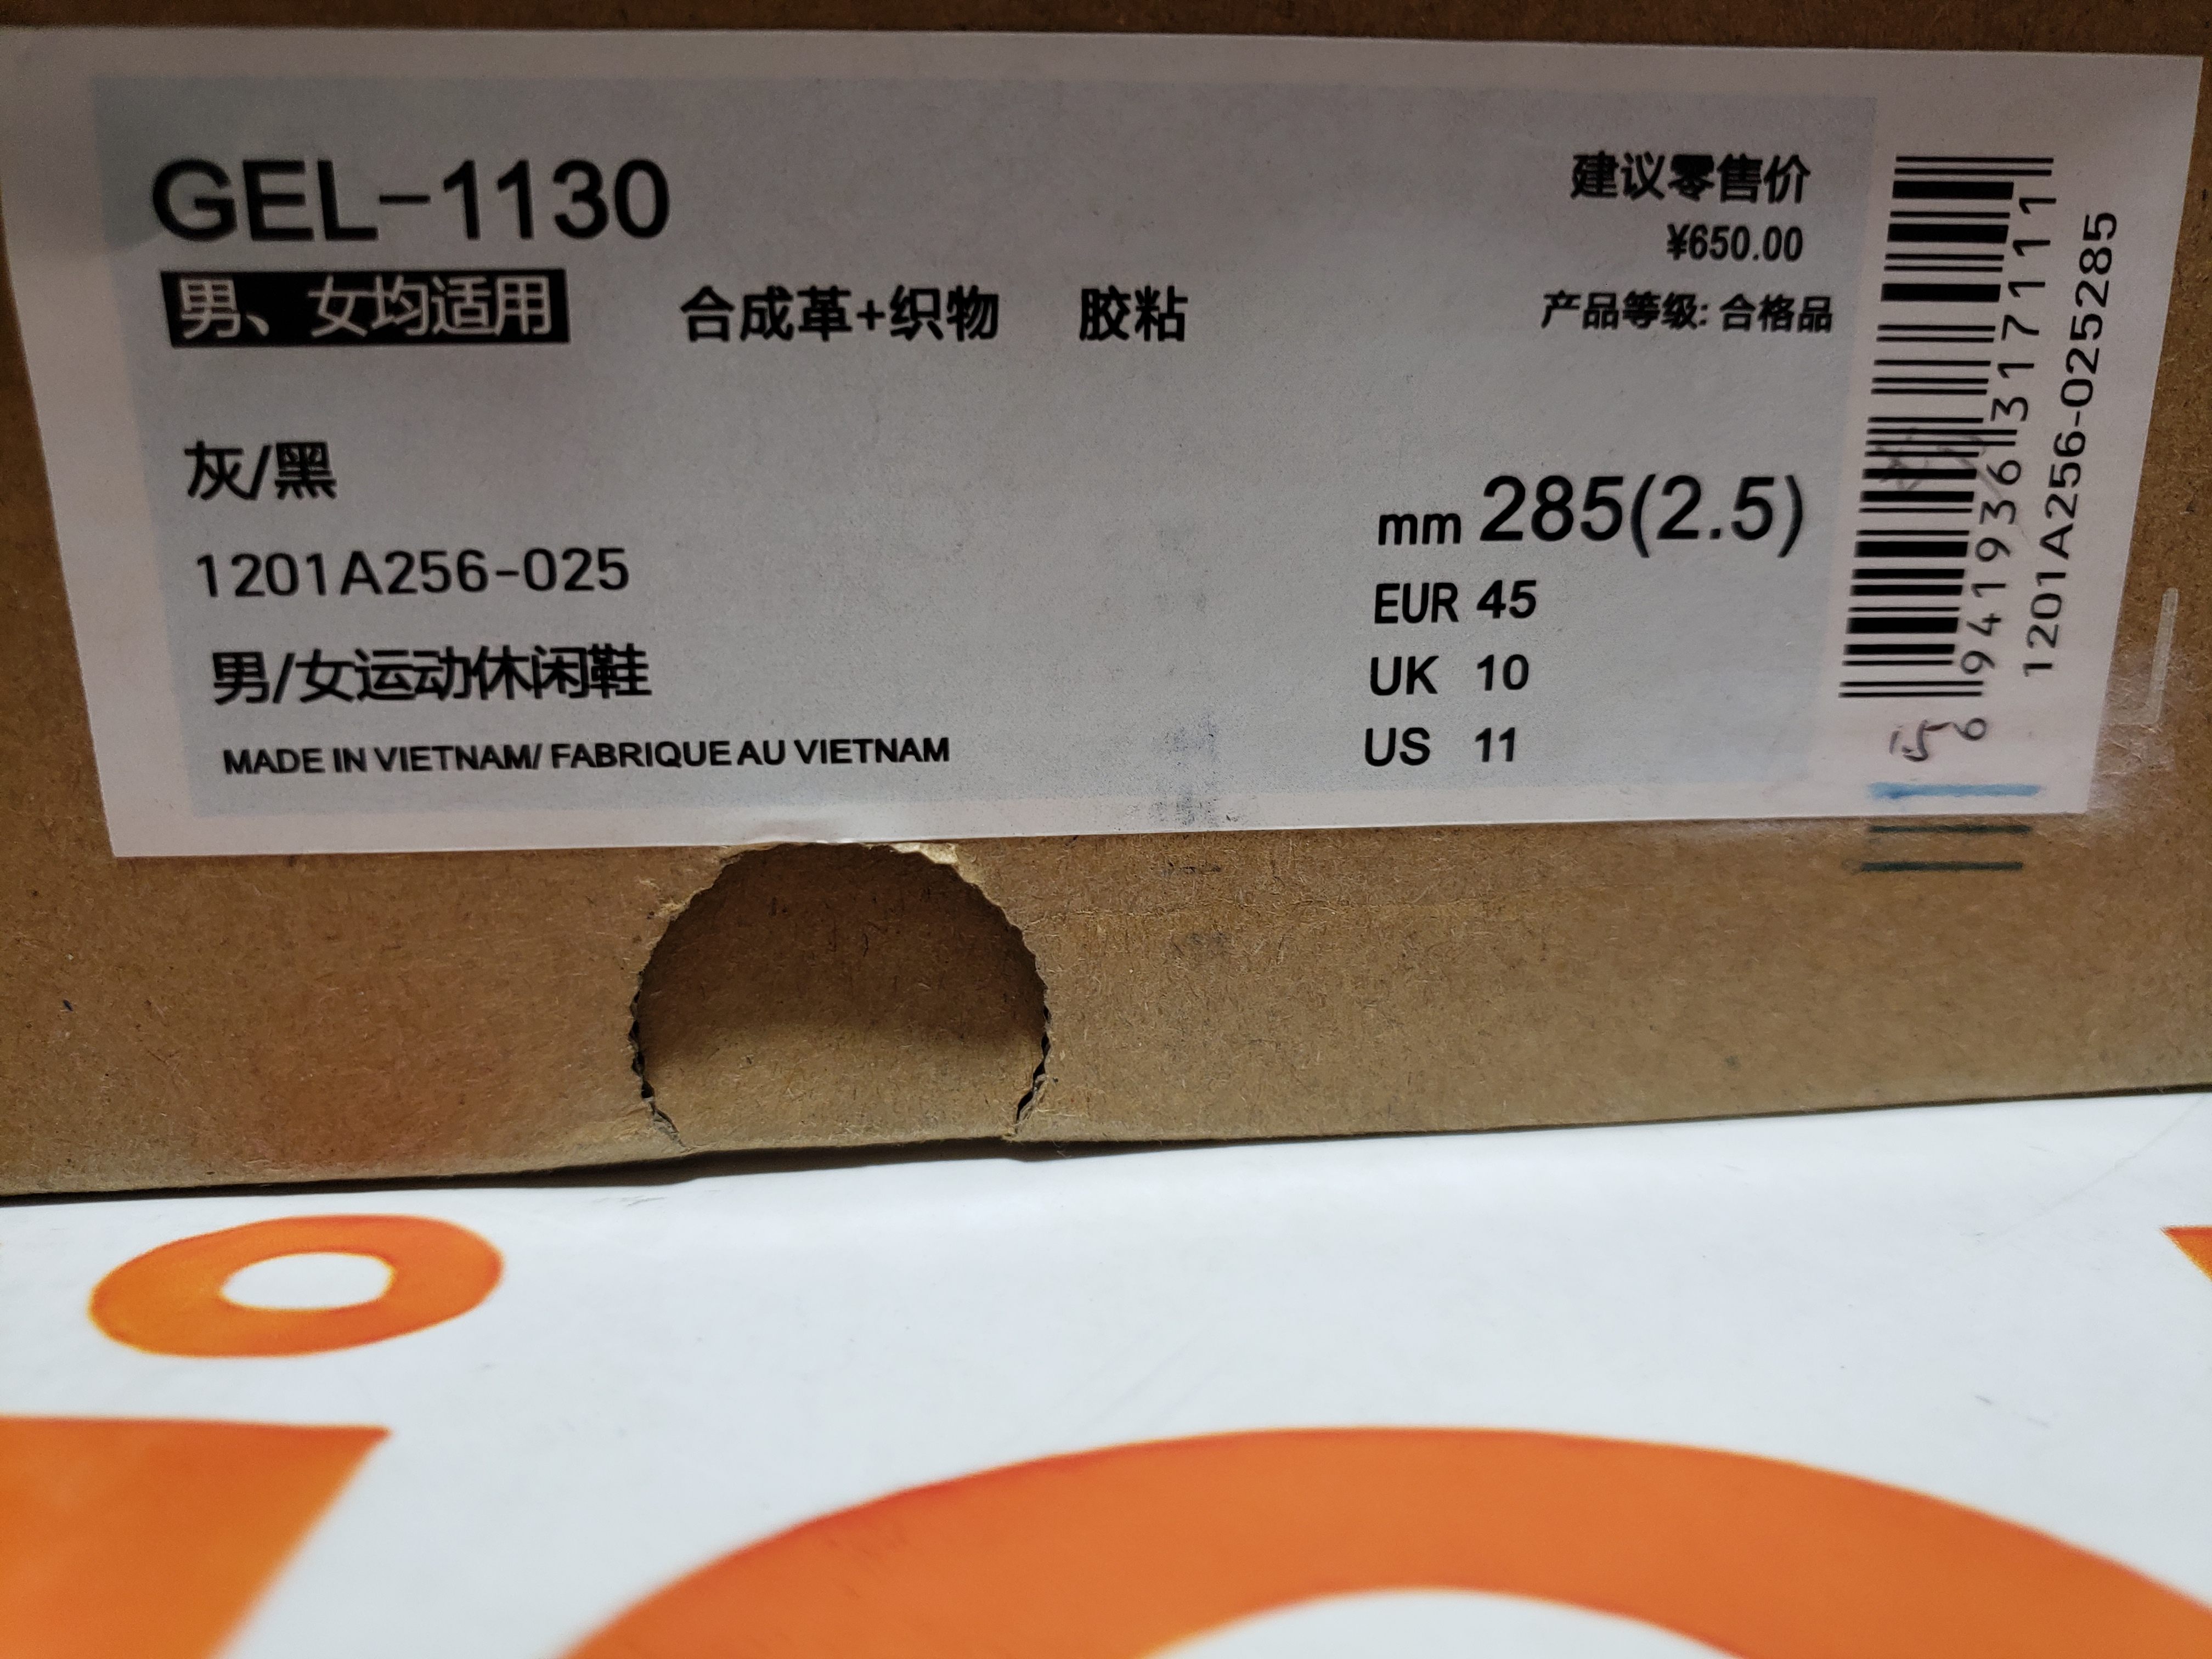 GEL-1130
建议零售价
¥650.00
男、女均适用 合成革+织物 胶粘
产品等级: 合格品
灰/黑
1201A256-025
男/女运动休闲鞋
MADE IN VIETNAM/ FABRIQUE AU VIETNAM
mm 285(2.5)
EUR 45
UK 10
US 11
6 941936 317111
1201A256-025285